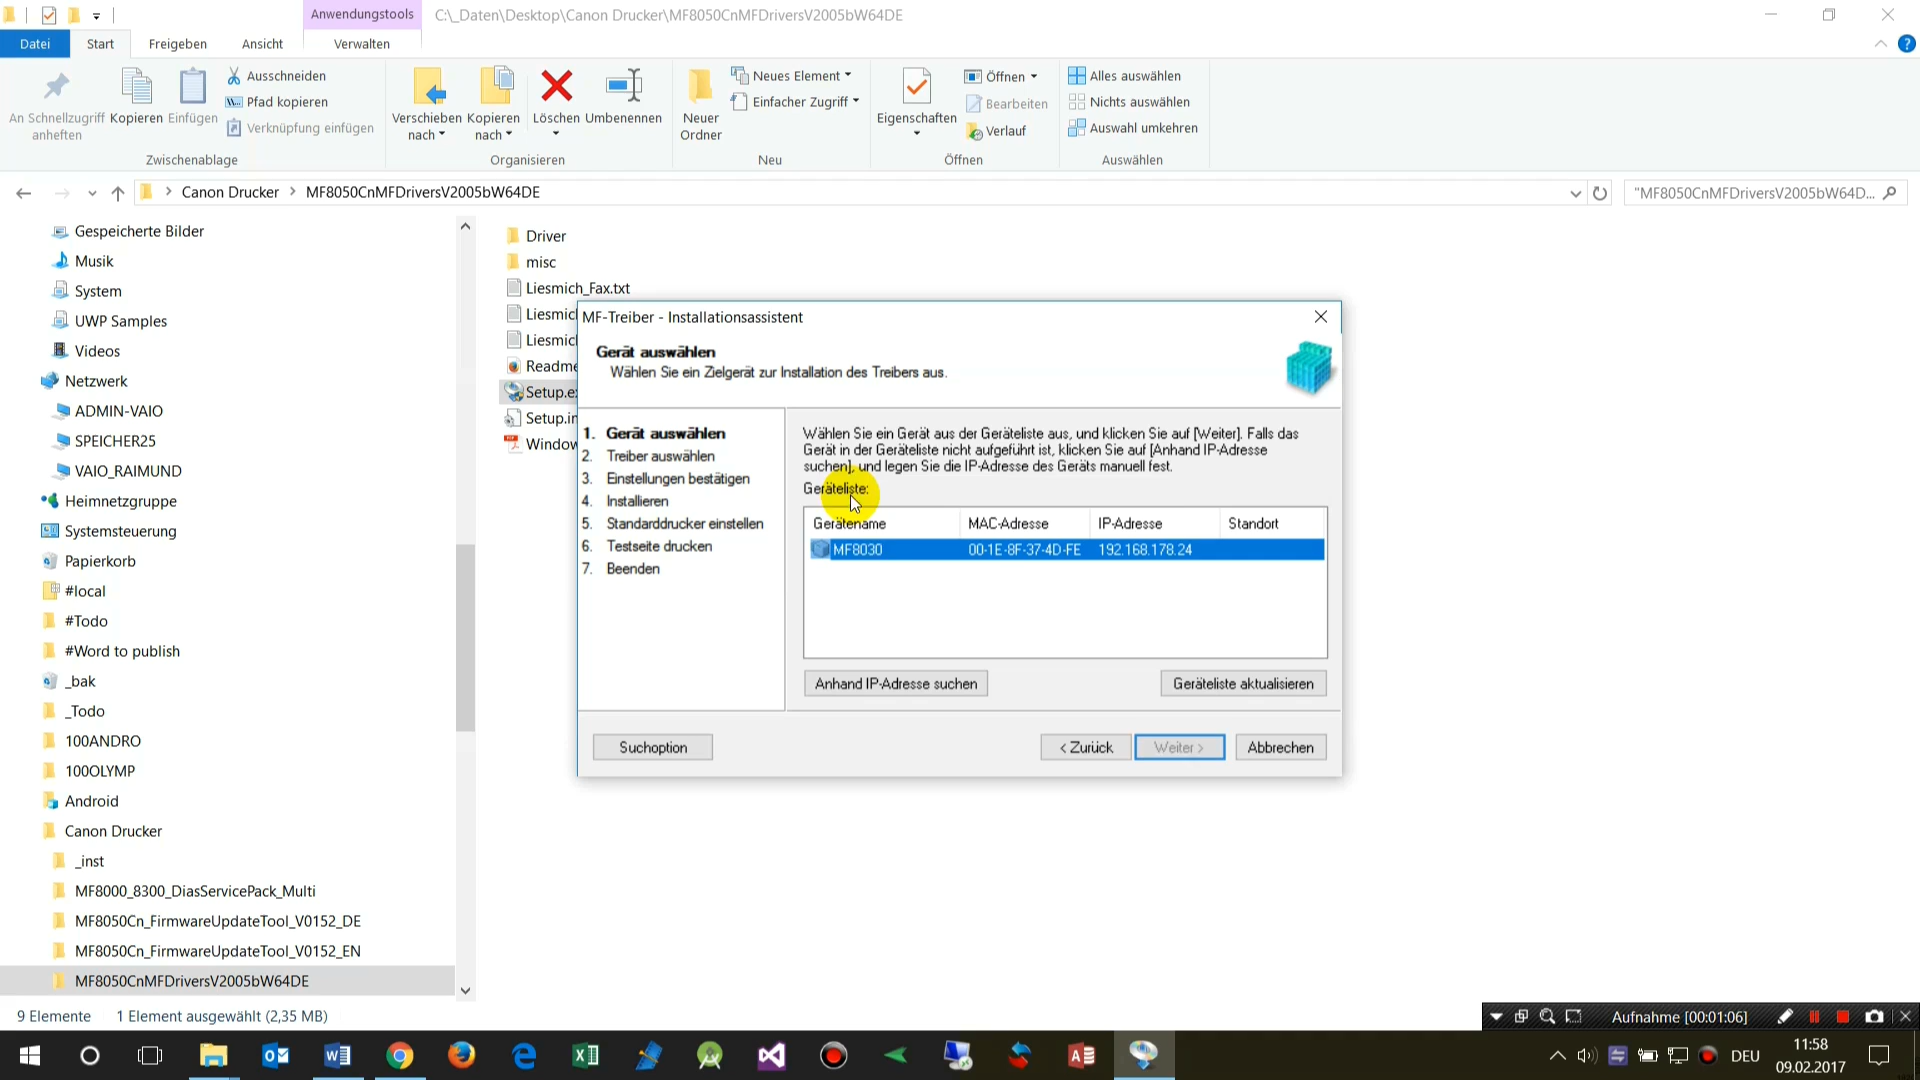 Anwendungstools
C:\_Daten\Desktop\Canon Drucker\MF8050CnMFDriversV2005bW64DE
Datei
Start
Freigeben
Ansicht
Verwalten
An Schnellzugriff
anheften
Kopieren
Einfügen
Ausschneiden
Pfad kopieren
Verknüpfung einfügen
Zwischenablage
Verschieben
nach
Kopieren
nach
Löschen
Umbenennen
Organisieren
Neuer
Ordner
Neues Element
Einfacher Zugriff
Neu
Eigenschaften
Öffnen
Bearbeiten
Verlauf
Öffnen
Alles auswählen
Nichts auswählen
Auswahl umkehren
Auswählen
Canon Drucker > MF8050CnMFDriversV2005bW64DE
"MF8050CnMFDriversV2005bW64D...
Gespeicherte Bilder
Musik
System
UWP Samples
Videos
Netzwerk
ADMIN-VAIO
SPEICHER25
VAIO_RAIMUND
Heimnetzgruppe
Systemsteuerung
Papierkorb
#local
#Todo
#Word to publish
_bak
_Todo
100ANDRO
100OLYMP
Android
Canon Drucker
_inst
MF8000_8300_DiasServicePack_Multi
MF8050Cn_FirmwareUpdateTool_V0152_DE
MF8050Cn_FirmwareUpdateTool_V0152_EN
MF8050CnMFDriversV2005bW64DE
Driver
misc
Liesmich_Fax.txt
Liesmic
Liesmic
Readme
Setup.e
Setup.in
Window
MF-Treiber - Installationsassistent
Gerät auswählen
Wählen Sie ein Zielgerät zur Installation des Treibers aus.
1. Gerät auswählen
2. Treiber auswählen
3. Einstellungen bestätigen
4. Installieren
5. Standarddrucker einstellen
6. Testseite drucken
7. Beenden
Wählen Sie ein Gerät aus der Geräteliste aus, und klicken Sie auf [Weiter]. Falls das
Gerät in der Geräteliste nicht aufgeführt ist, klicken Sie auf [Anhand IP-Adresse
suchen], und legen Sie die IP-Adresse des Geräts manuell fest.
Geräteliste:
Gerätename MAC-Adresse IP-Adresse Standort
MF8030 00-1E-8F-37-4D-FE 192.168.178.24
Anhand IP-Adresse suchen
Geräteliste aktualisieren
Suchoption
< Zurück
Weiter >
Abbrechen
9 Elemente 1 Element ausgewählt (2,35 MB)
Aufnahme [00:01:06]
DEU
11:58
09.02.2017